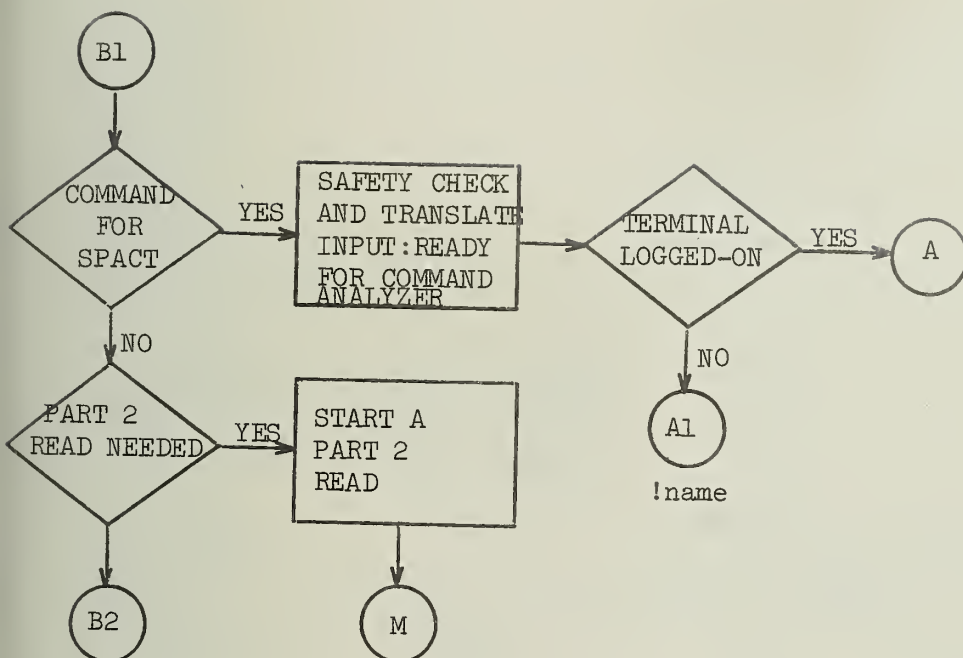 B1
COMMAND
FOR
SPACT
YES
SAFETY CHECK
AND TRANSLATE
INPUT:READY
FOR COMMAND
ANALYZER
TERMINAL
LOGGED-ON
YES
A
NO
A1
!name
NO
PART 2
READ NEEDED
YES
START A
PART 2
READ
B2
M